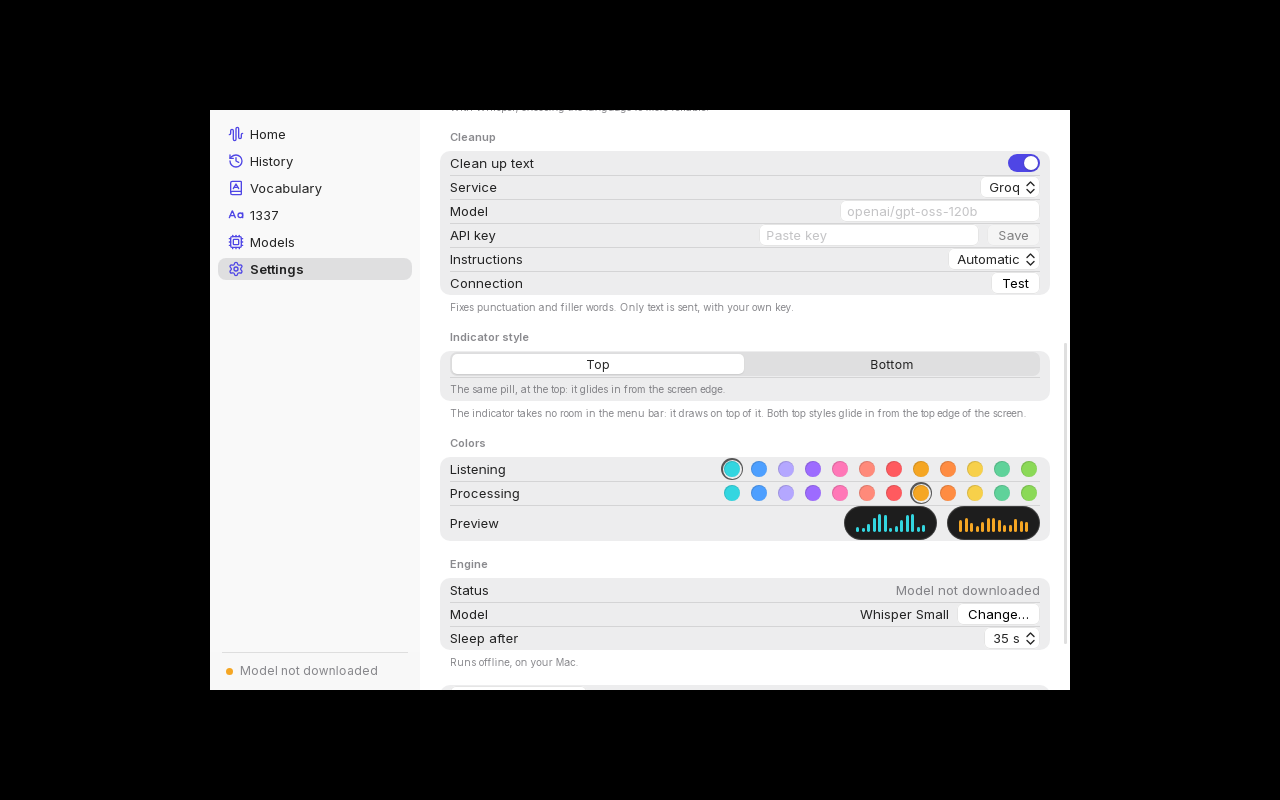 Home
History
Vocabulary
1337
Models
Settings
Model not downloaded
Cleanup
Clean up text
Service Groq
Model openai/gpt-oss-120b
API key Paste key Save
Instructions Automatic
Connection Test
Fixes punctuation and filler words. Only text is sent, with your own key.
Indicator style
Top Bottom
The same pill, at the top: it glides in from the screen edge.
The indicator takes no room in the menu bar: it draws on top of it. Both top styles glide in from the top edge of the screen.
Colors
Listening
Processing
Preview
Engine
Status Model not downloaded
Model Whisper Small Change...
Sleep after 35 s
Runs offline, on your Mac.